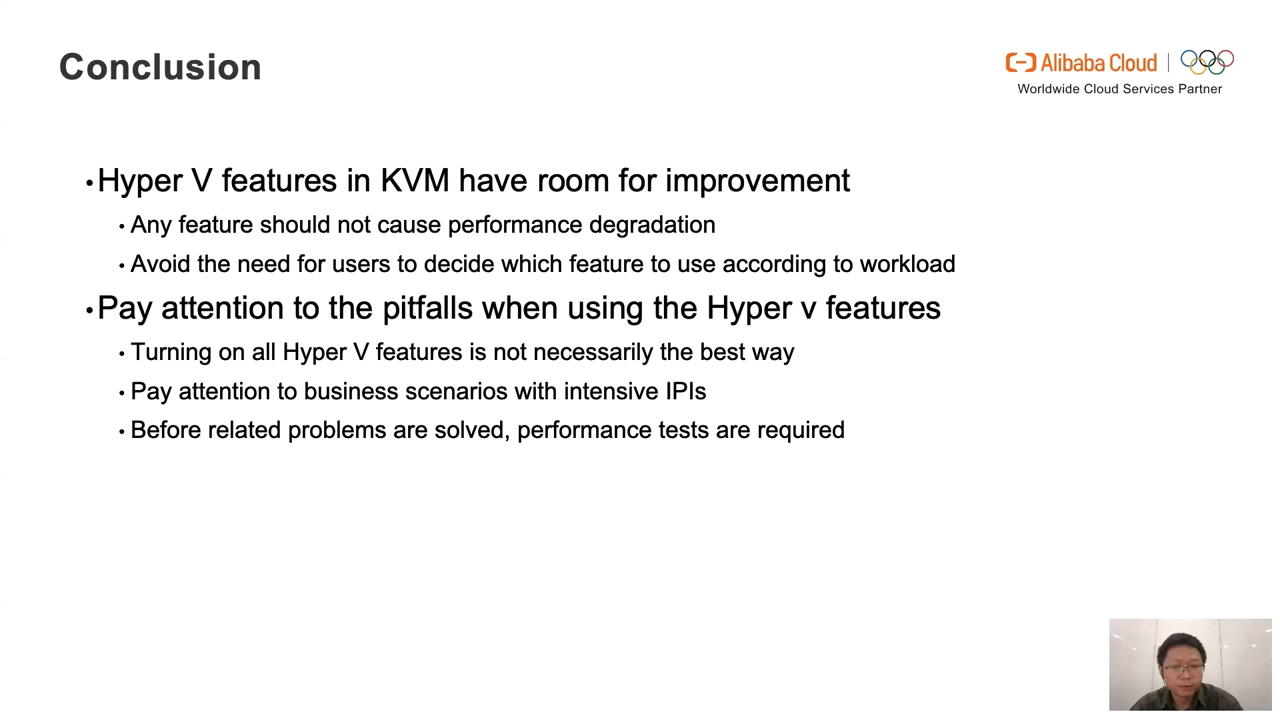 Conclusion
Alibaba Cloud
Worldwide Cloud Services Partner
•Hyper V features in KVM have room for improvement
• Any feature should not cause performance degradation
• Avoid the need for users to decide which feature to use according to workload
•Pay attention to the pitfalls when using the Hyper v features
• Turning on all Hyper V features is not necessarily the best way
• Pay attention to business scenarios with intensive IPIs
• Before related problems are solved, performance tests are required